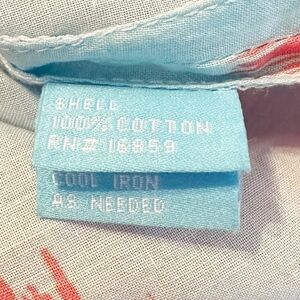 SHELL
100% COTTON
RN# 16859
COOL IRON
AS NEEDED